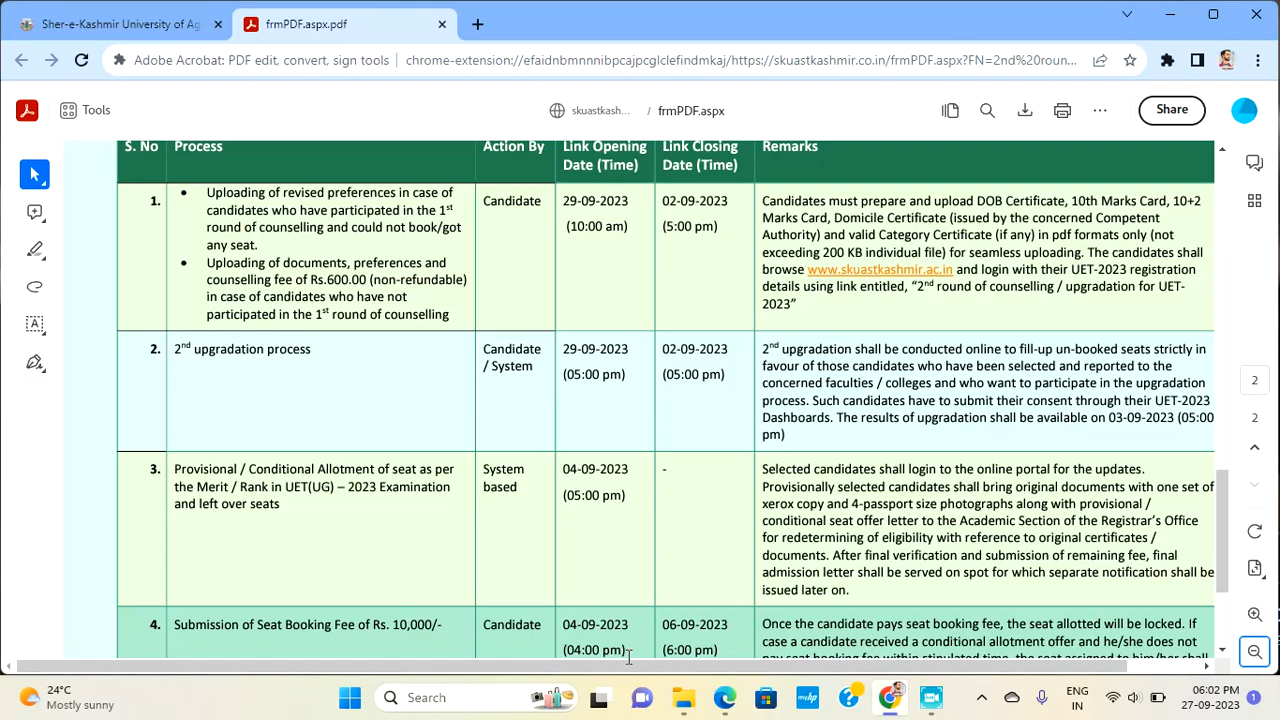 Sher-e-Kashmir University of Ag
frmPDF.aspx.pdf
Adobe Acrobat: PDF edit, convert, sign tools
chrome-extension://efaidnbmnnnibpcajpcglclefindmkaj/https://skuastkashmir.co.in/frmPDF.aspx?FN=2nd%20roun...
Tools
skuastkash...
/ frmPDF.aspx
Share
S. No
Process
Action By
Link Opening
Date (Time)
Link Closing
Date (Time)
Remarks
1.
• Uploading of revised preferences in case of
candidates who have participated in the 1st
round of counselling and could not book/got
any seat.
• Uploading of documents, preferences and
counselling fee of Rs.600.00 (non-refundable)
in case of candidates who have not
participated in the 1st round of counselling
Candidate
29-09-2023
(10:00 am)
02-09-2023
(5:00 pm)
Candidates must prepare and upload DOB Certificate, 10th Marks Card, 10+2
Marks Card, Domicile Certificate (issued by the concerned Competent
Authority) and valid Category Certificate (if any) in pdf formats only (not
exceeding 200 KB individual file) for seamless uploading. The candidates shall
browse www.skuastkashmir.ac.in and login with their UET-2023 registration
details using link entitled, “2nd round of counselling / upgradation for UET-
2023”
2.
2nd upgradation process
Candidate
/ System
29-09-2023
(05:00 pm)
02-09-2023
(05:00 pm)
2nd upgradation shall be conducted online to fill-up un-booked seats strictly in
favour of those candidates who have been selected and reported to the
concerned faculties / colleges and who want to participate in the upgradation
process. Such candidates have to submit their consent through their UET-2023
Dashboards. The results of upgradation shall be available on 03-09-2023 (05:00
pm)
3.
Provisional / Conditional Allotment of seat as per
the Merit / Rank in UET(UG) – 2023 Examination
and left over seats
System
based
04-09-2023
(05:00 pm)
-
Selected candidates shall login to the online portal for the updates.
Provisionally selected candidates shall bring original documents with one set of
xerox copy and 4-passport size photographs along with provisional /
conditional seat offer letter to the Academic Section of the Registrar’s Office
for redetermining of eligibility with reference to original certificates /
documents. After final verification and submission of remaining fee, final
admission letter shall be served on spot for which separate notification shall be
issued later on.
4.
Submission of Seat Booking Fee of Rs. 10,000/-
Candidate
04-09-2023
(04:00 pm)
06-09-2023
(6:00 pm)
Once the candidate pays seat booking fee, the seat allotted will be locked. If
case a candidate received a conditional allotment offer and he/she does not
pay seat booking fee within stipulated time, the seat assigned to him/her shall
2
2
24°C
Mostly sunny
Search
ENG
IN
06:02 PM
27-09-2023
1